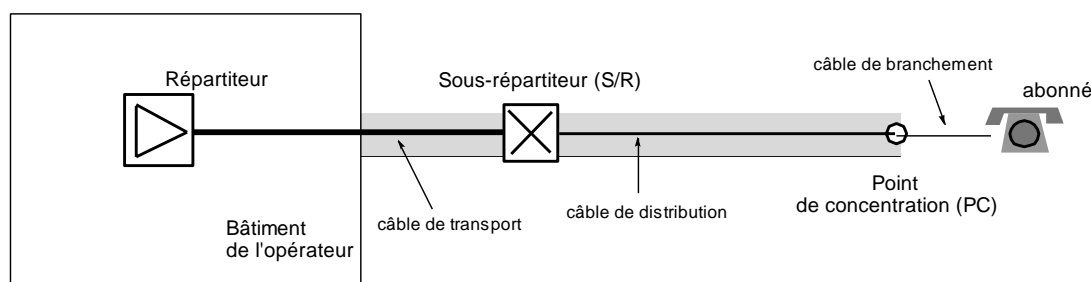 Répartiteur
Sous-répartiteur (S/R)
câble de branchement
abonné
câble de transport
câble de distribution
Point
de concentration (PC)
Bâtiment
de l'opérateur